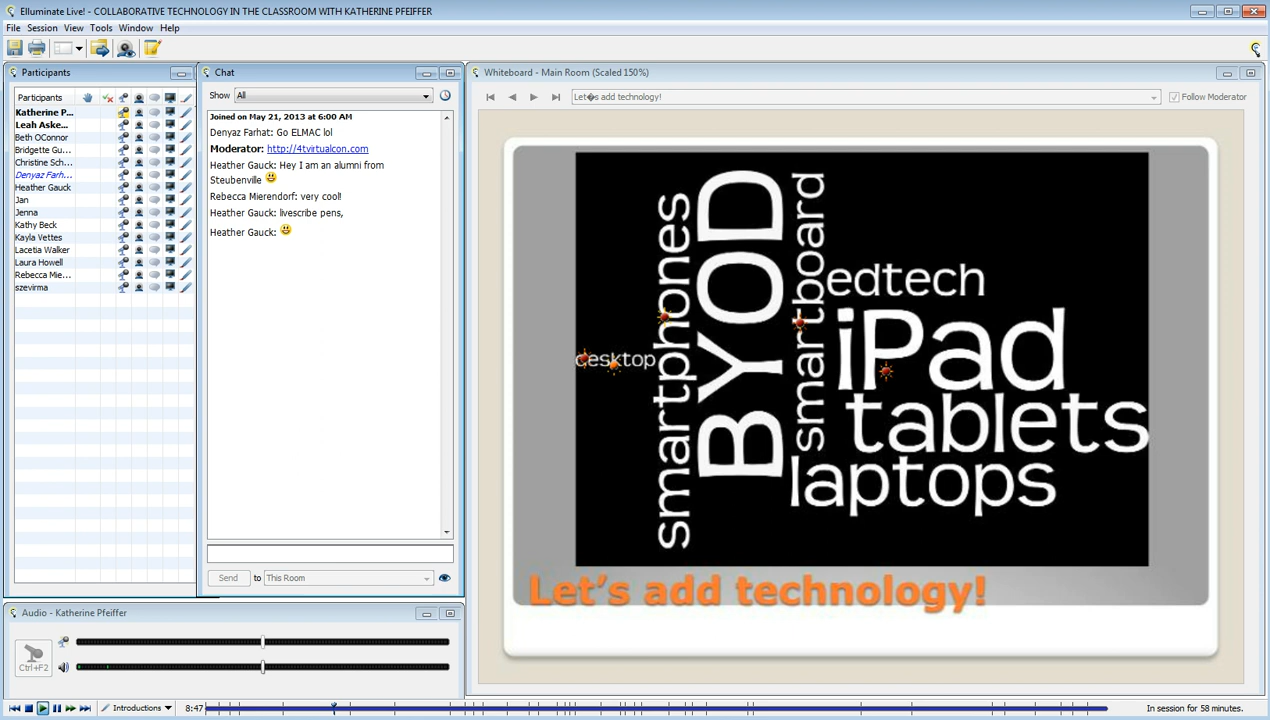 Elluminate Live! - COLLABORATIVE TECHNOLOGY IN THE CLASSROOM WITH KATHERINE PFEIFFER
File Session View Tools Window Help
Participants
Participants
Katherine P...
Leah Aske...
Beth OConnor
Bridgette Gu...
Christine Sch...
Denyaz Farh...
Heather Gauck
Jan
Jenna
Kathy Beck
Kayla Vettes
Lacetia Walker
Laura Howell
Rebecca Mie...
szevirma
Chat
Show All
Joined on May 21, 2013 at 6:00 AM
Denyaz Farhat: Go ELMAC lol
Moderator: http://4tvirtualcon.com
Heather Gauck: Hey I am an alumni from
Steubenville
Rebecca Mierendorf: very cool!
Heather Gauck: livescribe pens,
Heather Gauck:
Send to This Room
Audio - Katherine Pfeiffer
Ctrl+F2
Whiteboard - Main Room (Scaled 150%)
Let�s add technology!
Follow Moderator
desktop
smartphones
BYOD
smartboard
edtech
iPad
tablets
laptops
Let’s add technology!
Introductions 8:47
In session for 58 minutes.